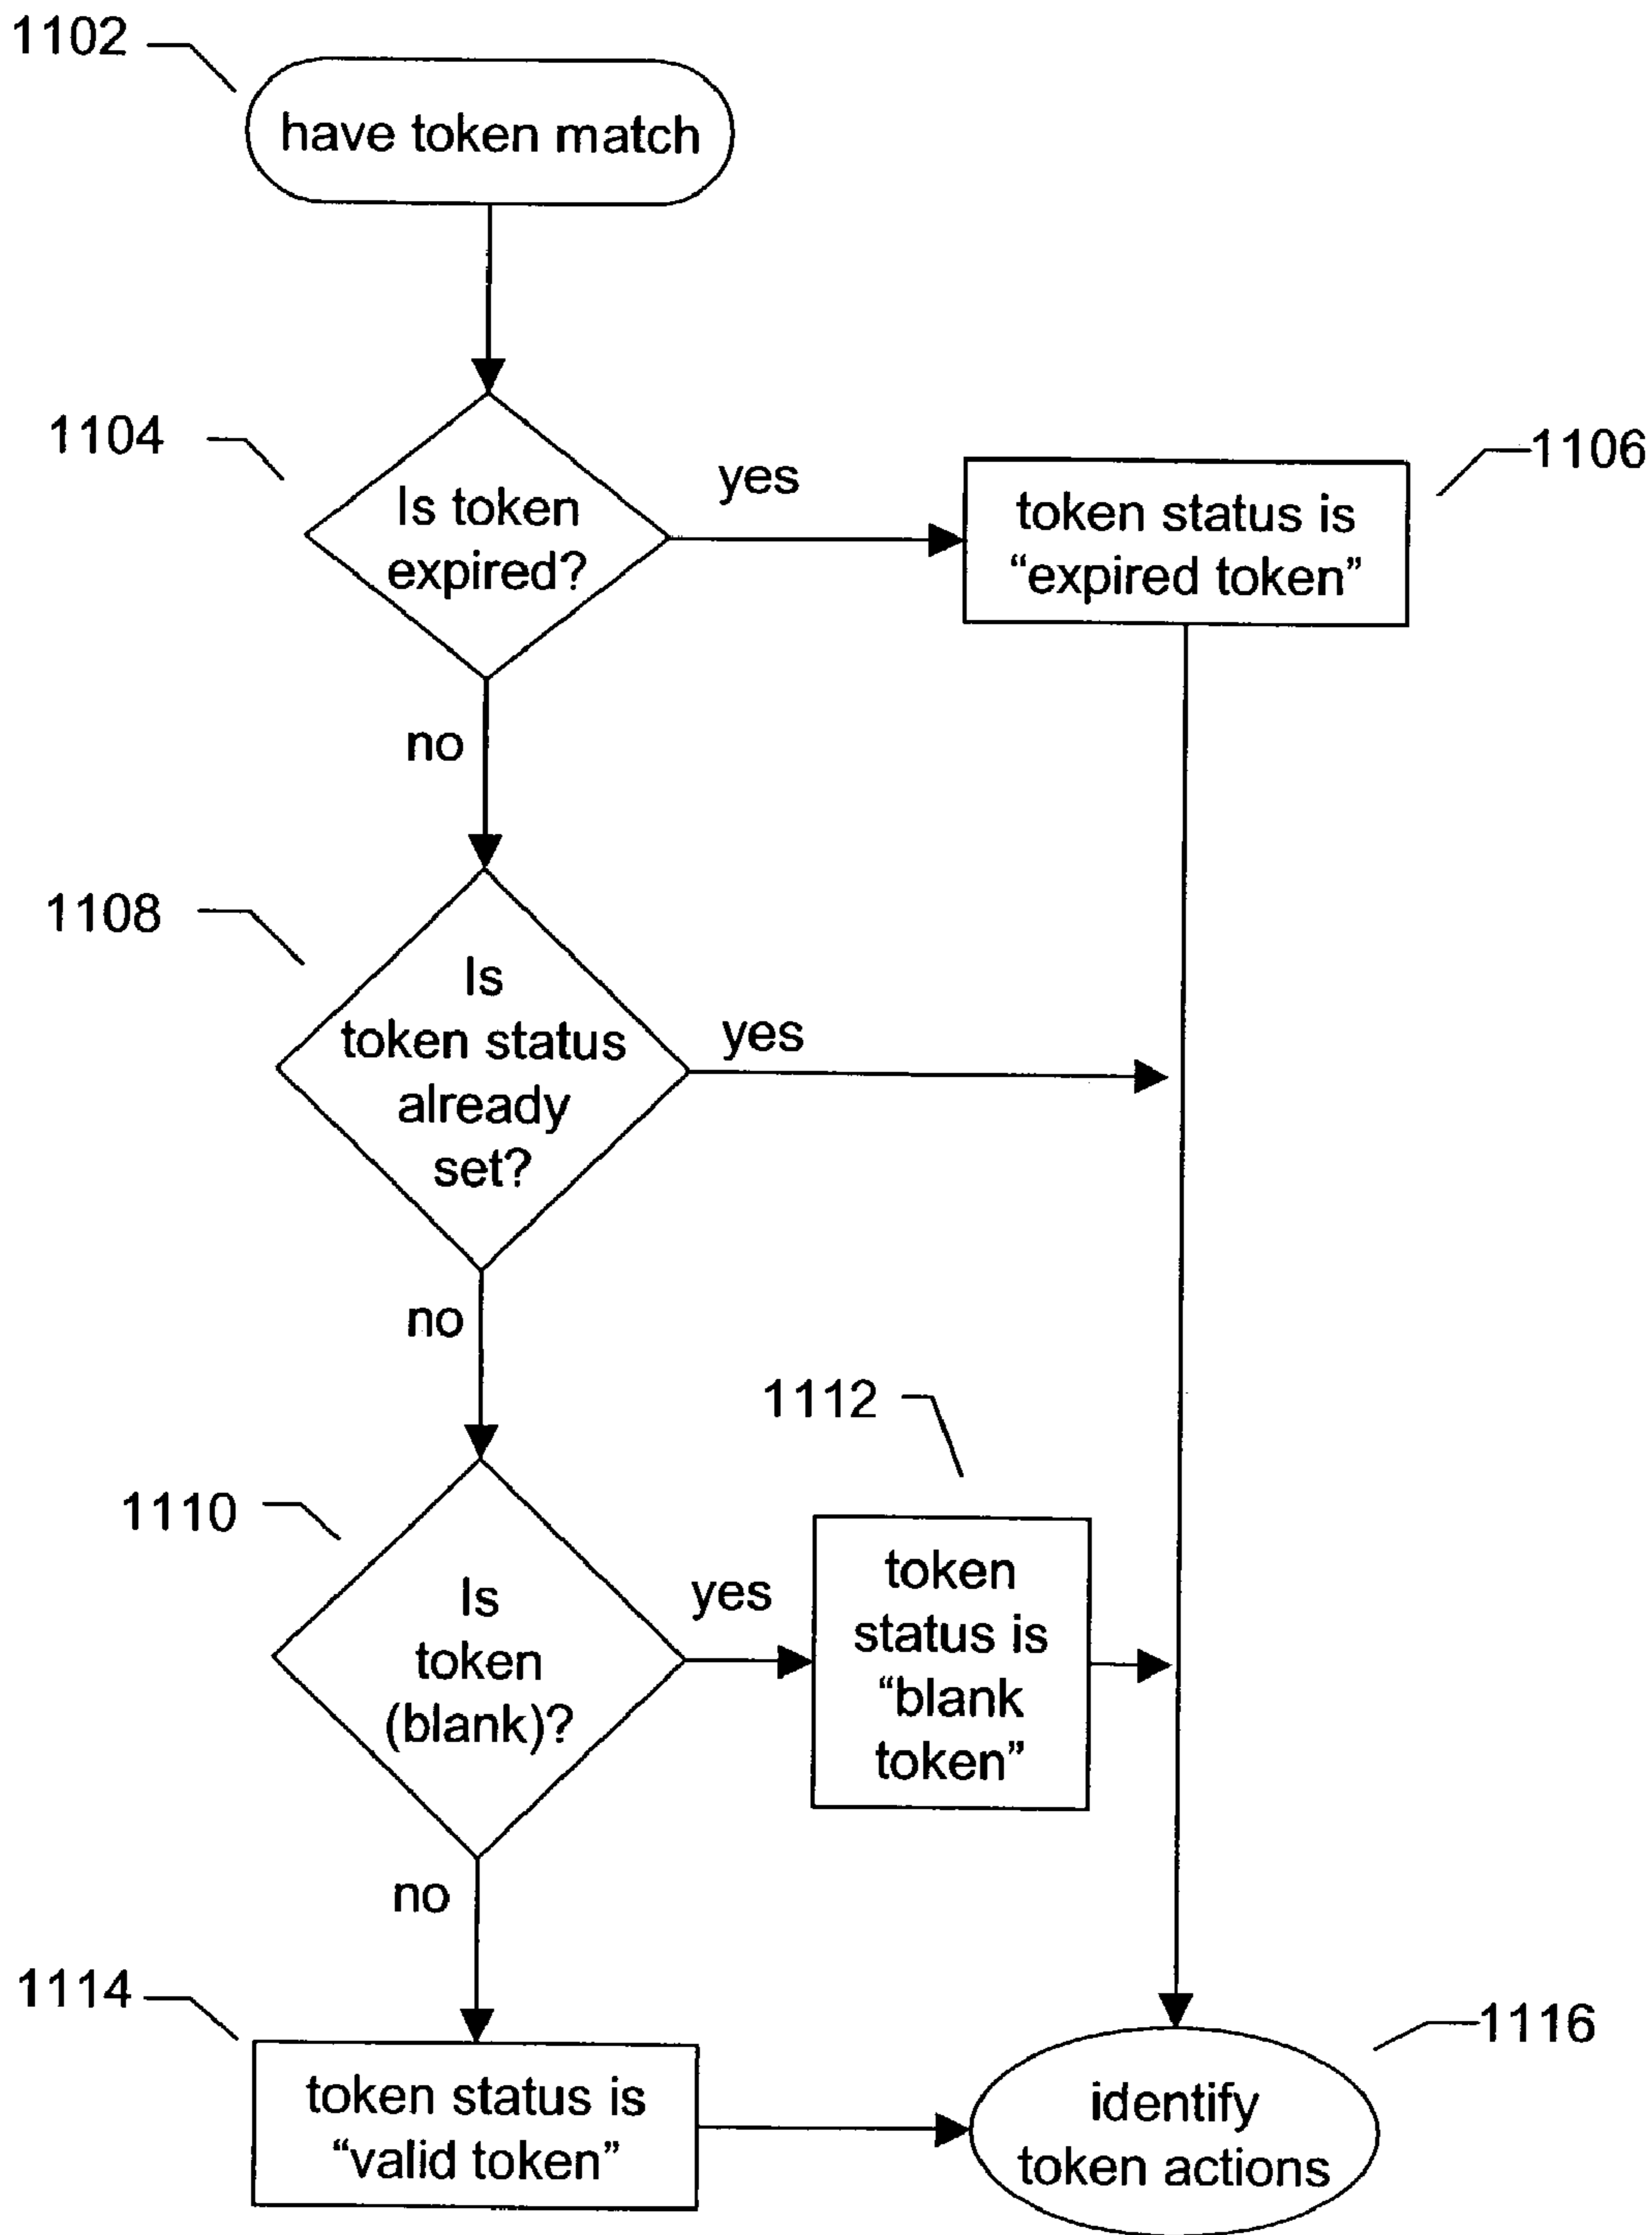 1102
have token match
1104
Is token
expired?
yes
1106
token status is
“expired token”
no
1108
Is
token status
already
set?
yes
no
1112
1110
Is
token
(blank)?
yes
token
status is
“blank
token”
no
1114
token status is
“valid token”
1116
identify
token actions